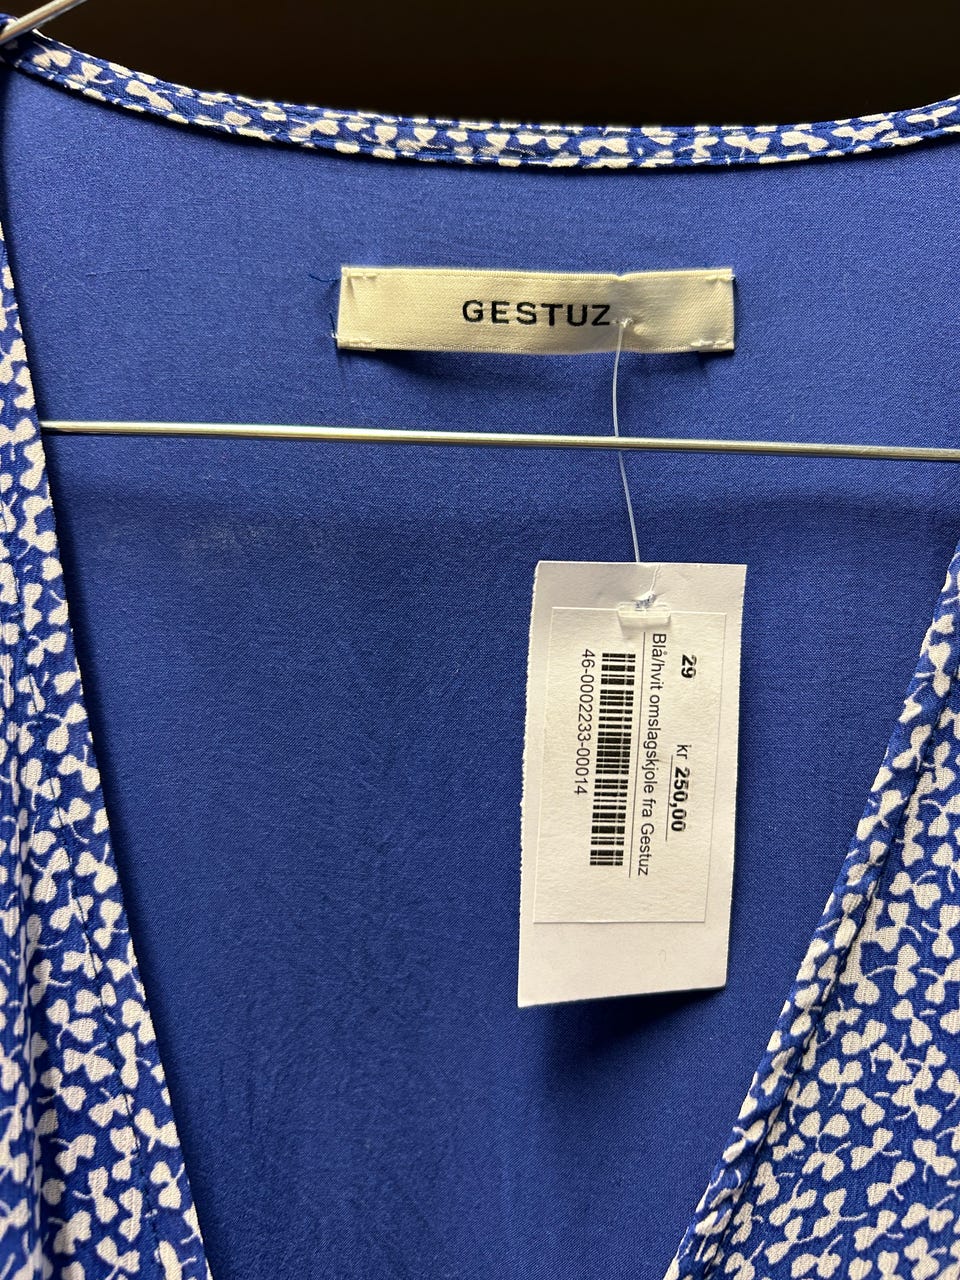 GESTUZ
29 kr 250,00
Blå/hvit omslagskjole fra Gestuz
46-0002233-00014